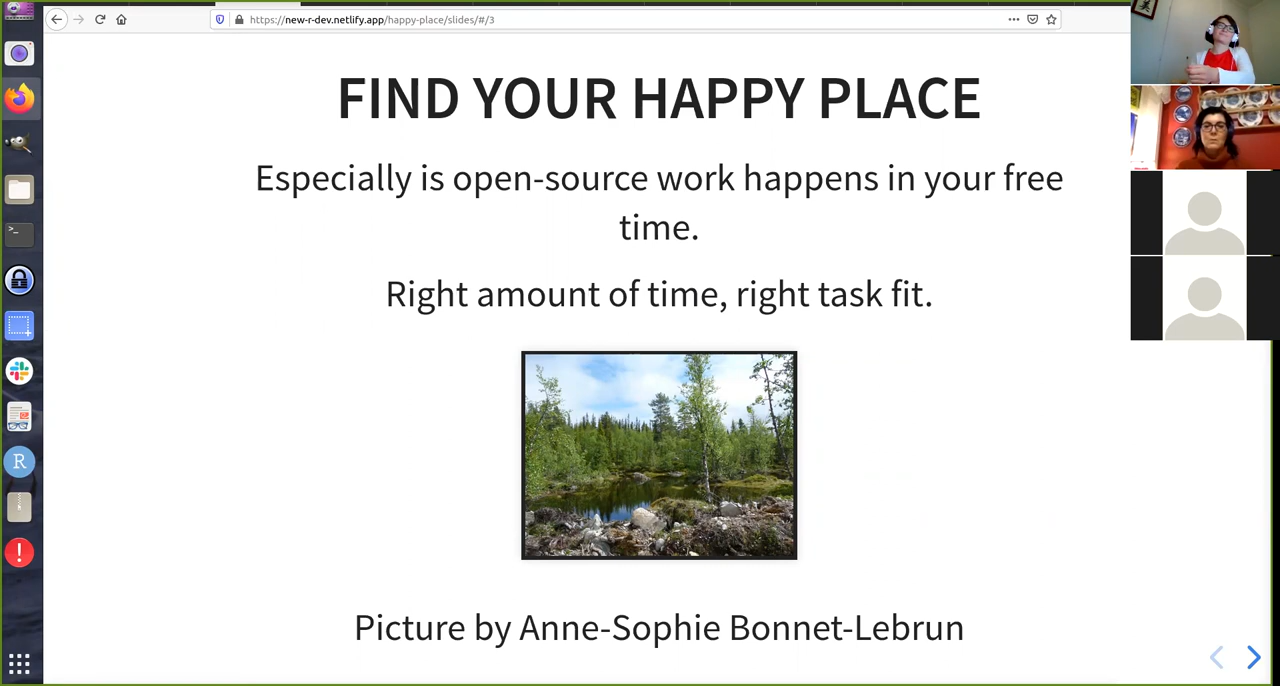 https://new-r-dev.netlify.app/happy-place/slides/#/3
FIND YOUR HAPPY PLACE
Especially is open-source work happens in your free
time.
Right amount of time, right task fit.
Picture by Anne-Sophie Bonnet-Lebrun
>_
R
!